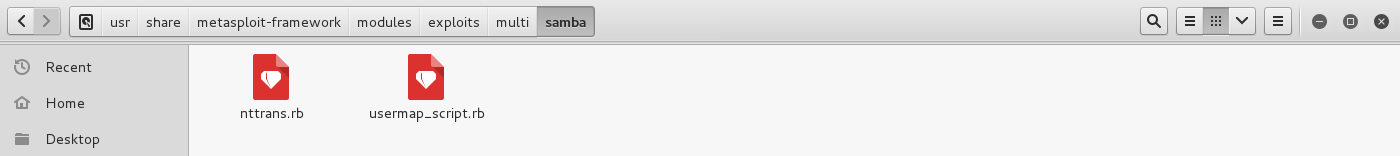 usr share metasploit-framework modules exploits multi samba
Recent
Home
Desktop
nttrans.rb usermap_script.rb